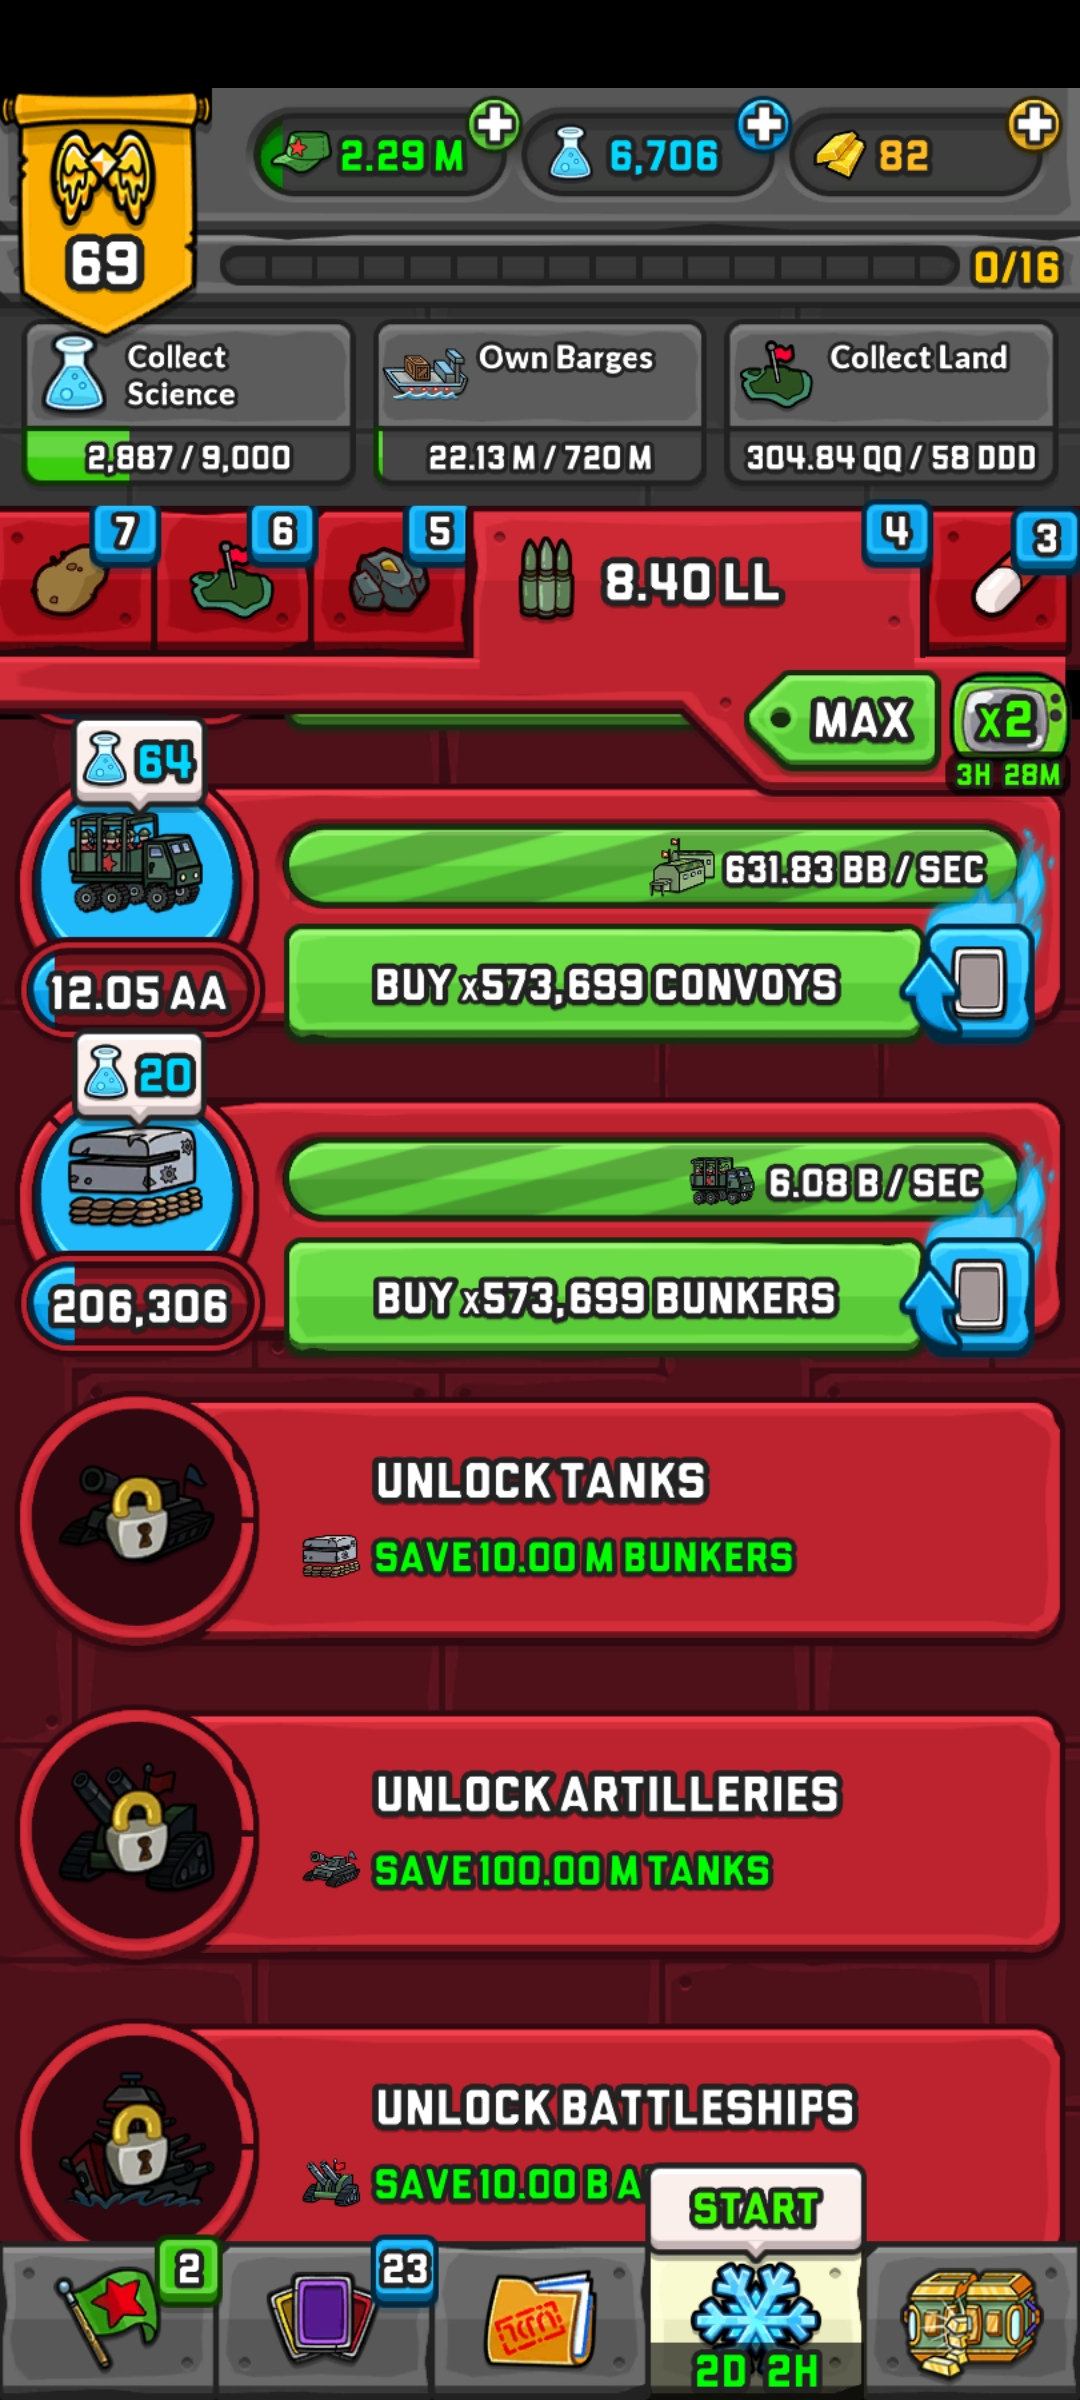 2.29 M
6,706
82
69
0/16
Collect
Science
2,887 / 9,000
Own Barges
22.13 M / 720 M
Collect Land
304.84 QQ / 58 DDD
7
6
5
8.40 LL
4
3
MAX
x2
3H 28M
64
631.83 BB / SEC
12.05 AA
BUY x573,699 CONVOYS
20
6.08 B / SEC
206,306
BUY x573,699 BUNKERS
UNLOCK TANKS
SAVE 10.00 M BUNKERS
UNLOCK ARTILLERIES
SAVE 100.00 M TANKS
UNLOCK BATTLESHIPS
SAVE 10.00 B A
START
2
23
2D 2H